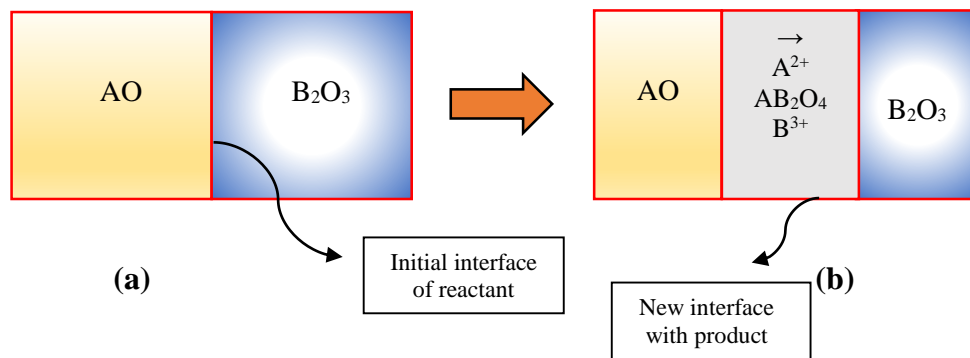 AO
B₂O₃
(a)
Initial interface
of reactant
→
A²⁺
AB₂O₄
B³⁺
AO
B₂O₃
(b)
New interface
with product